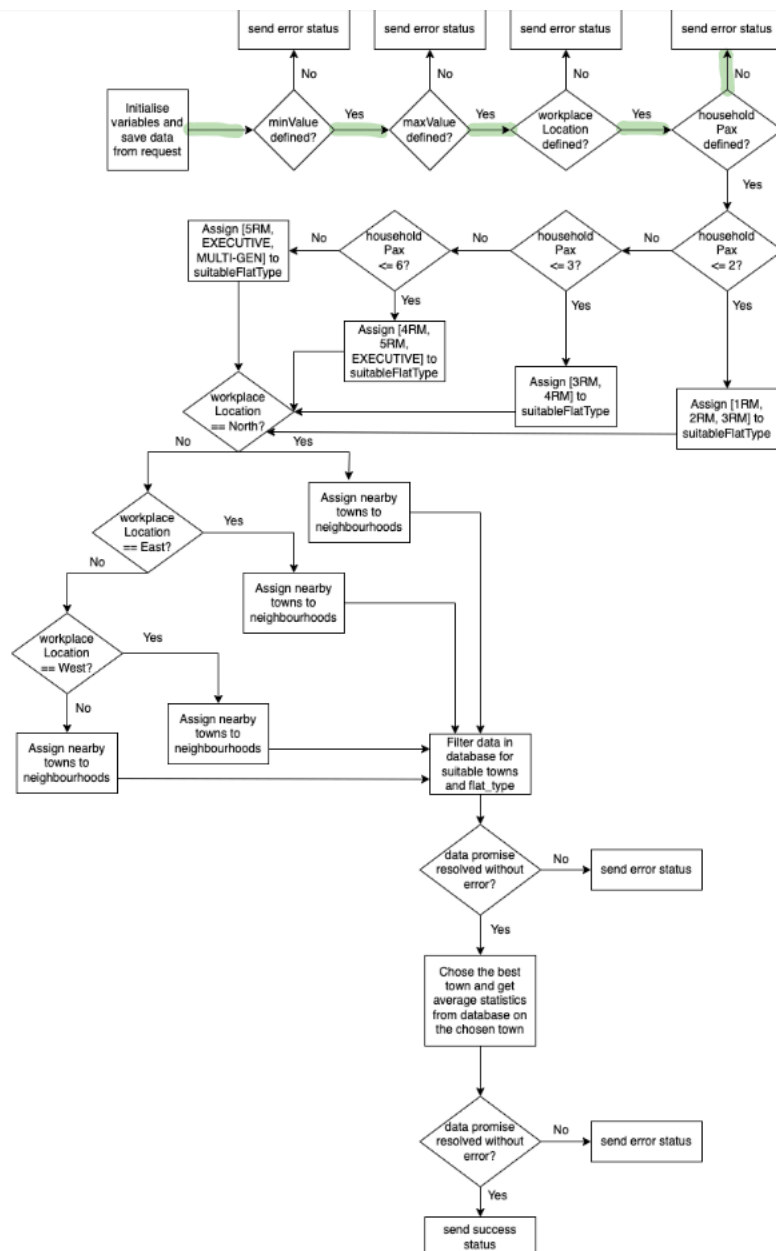 send error status
send error status
send error status
send error status
No
No
No
No
Initialise
variables and
save data
from request
minValue
defined?
Yes
maxValue
defined?
Yes
workplace
Location
defined?
Yes
household
Pax
defined?
Yes
Assign [5RM,
EXECUTIVE,
MULTI-GEN] to
suitableFlatType
No
household
Pax
<= 6?
No
household
Pax
<= 3?
No
household
Pax
<= 2?
Yes
Yes
Yes
Assign [4RM,
5RM,
EXECUTIVE] to
suitableFlatType
Assign [3RM,
4RM] to
suitableFlatType
Assign [1RM,
2RM, 3RM] to
suitableFlatType
workplace
Location
== North?
No
Yes
Assign nearby
towns to
neighbourhoods
workplace
Location
== East?
Yes
No
Assign nearby
towns to
neighbourhoods
workplace
Location
== West?
Yes
No
Assign nearby
towns to
neighbourhoods
Assign nearby
towns to
neighbourhoods
Filter data in
database for
suitable towns
and flat_type
data promise
resolved without
error?
No
send error status
Yes
Chose the best
town and get
average statistics
from database on
the chosen town
data promise
resolved without
error?
No
send error status
Yes
send success
status